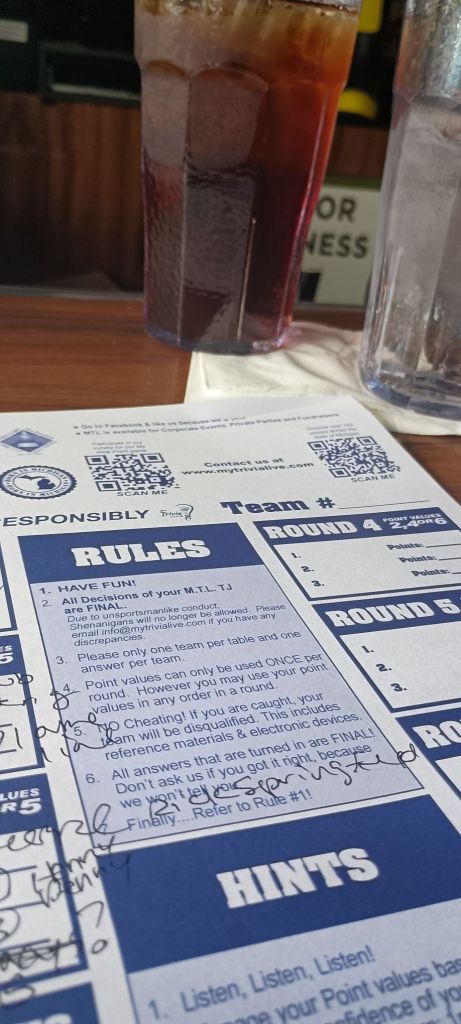 OR
NESS
• Go to Facebook & like us because
• MTL is available for Corporate Events, Private Parties and Fundraisers
SCAN ME
Contact us at
www.mytrivialive.com
SCAN ME
ESPONSIBLY
Trivia
Team #
RULES
1. HAVE FUN!
2. All Decisions of your M.T.L. TJ
are FINAL.
Due to unsportsmanlike conduct,
Shenanigans will no longer be allowed. Please
email info@mytrivialive.com if you have any
discrepancies.
3. Please only one team per table and one
answer per team.
4. Point values can only be used ONCE per
round. However you may use your point
values in any order in a round.
5. No Cheating! If you are caught, your
team will be disqualified. This includes
reference materials & electronic devices.
6. All answers that are turned in are FINAL!
Don't ask us if you got it right, because
we won't tell you
Finally....Refer to Rule #1!
ROUND 4 POINT VALUES
2, 4, OR 6
1. Points:
2. Points:
3. Points:
ROUND 5
1.
2.
3.
RO
ES
5
LUES
R 5
HINTS
1. Listen, Listen, Listen!
your Point values bas